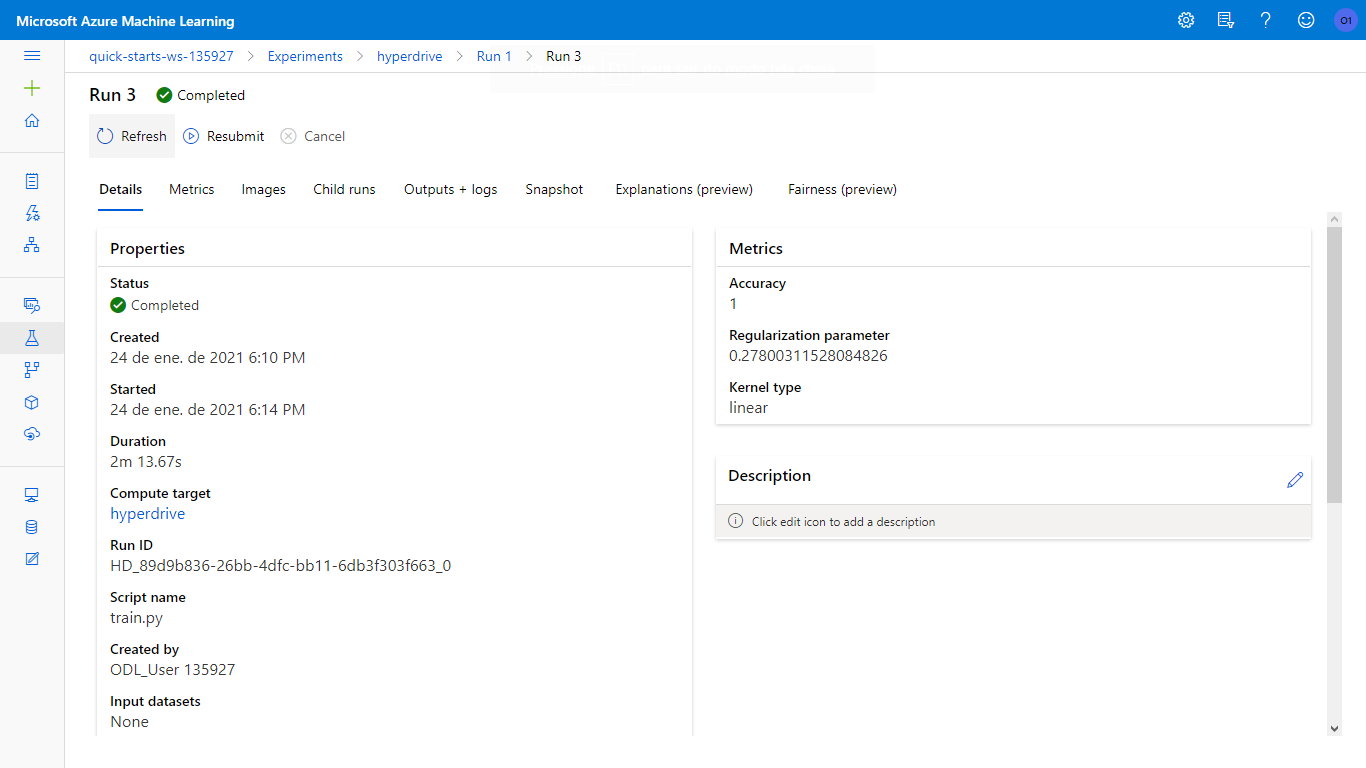 Microsoft Azure Machine Learning
O1
quick-starts-ws-135927 > Experiments > hyperdrive > Run 1 > Run 3
Run 3 Completed
Refresh Resubmit Cancel
Details Metrics Images Child runs Outputs + logs Snapshot Explanations (preview) Fairness (preview)
Properties
Status
Completed
Created
24 de ene. de 2021 6:10 PM
Started
24 de ene. de 2021 6:14 PM
Duration
2m 13.67s
Compute target
hyperdrive
Run ID
HD_89d9b836-26bb-4dfc-bb11-6db3f303f663_0
Script name
train.py
Created by
ODL_User 135927
Input datasets
None
Metrics
Accuracy
1
Regularization parameter
0.27800311528084826
Kernel type
linear
Description
Click edit icon to add a description